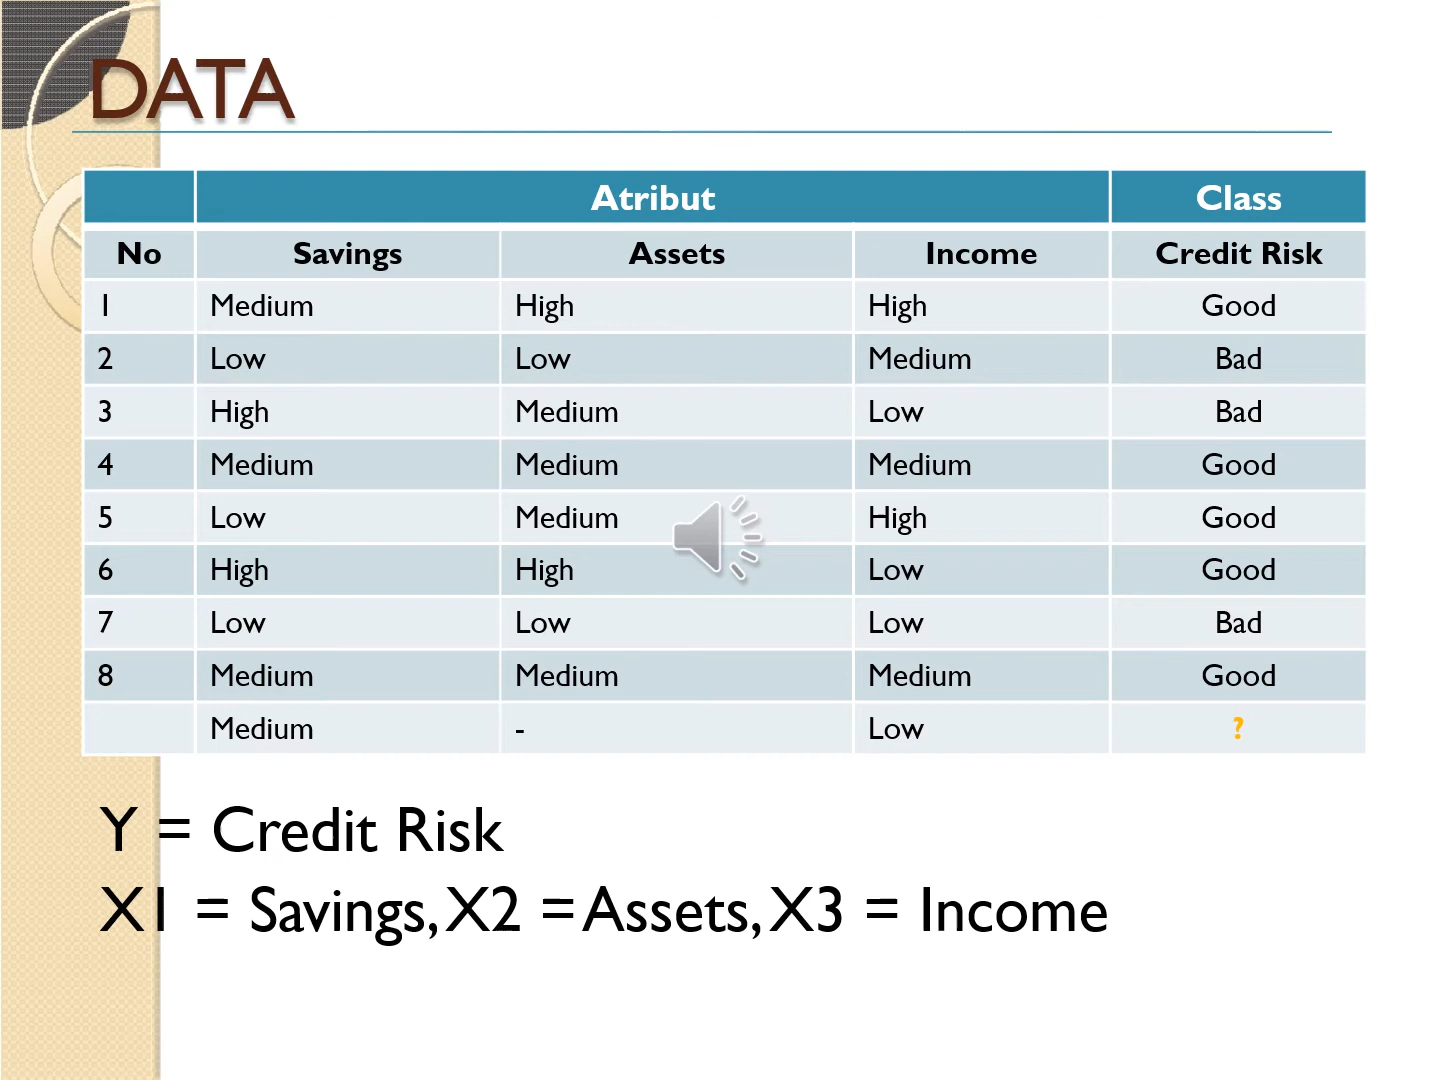 DATA
Atribut Class
No Savings Assets Income Credit Risk
1 Medium High High Good
2 Low Low Medium Bad
3 High Medium Low Bad
4 Medium Medium Medium Good
5 Low Medium High Good
6 High High Low Good
7 Low Low Low Bad
8 Medium Medium Medium Good
Medium - Low ?
Y = Credit Risk
X1 = Savings, X2 = Assets, X3 = Income